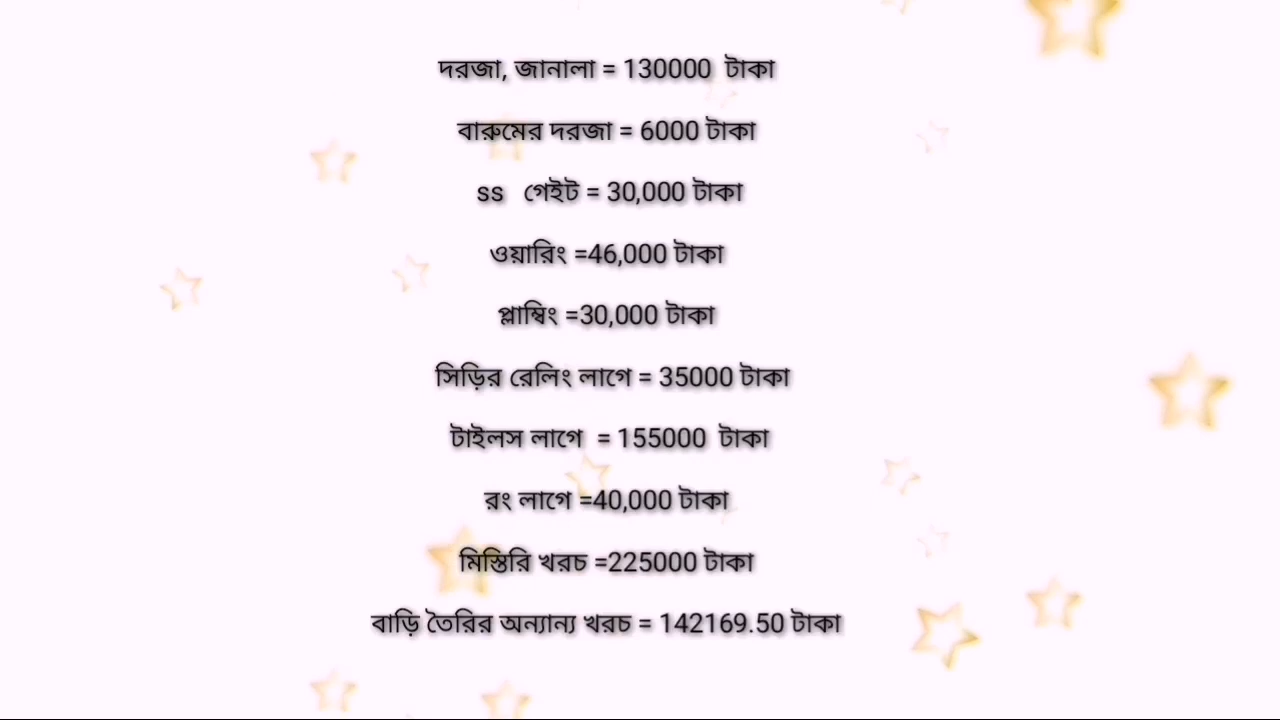 দরজা, জানালা = 130000 টাকা
বারুমের দরজা = 6000 টাকা
ss গেইট = 30,000 টাকা
ওয়ারিং =46,000 টাকা
প্লাম্বিং =30,000 টাকা
সিড়ির রেলিং লাগে = 35000 টাকা
টাইলস লাগে = 155000 টাকা
রং লাগে =40,000 টাকা
মিস্তিরি খরচ =225000 টাকা
বাড়ি তৈরির অন্যান্য খরচ = 142169.50 টাকা